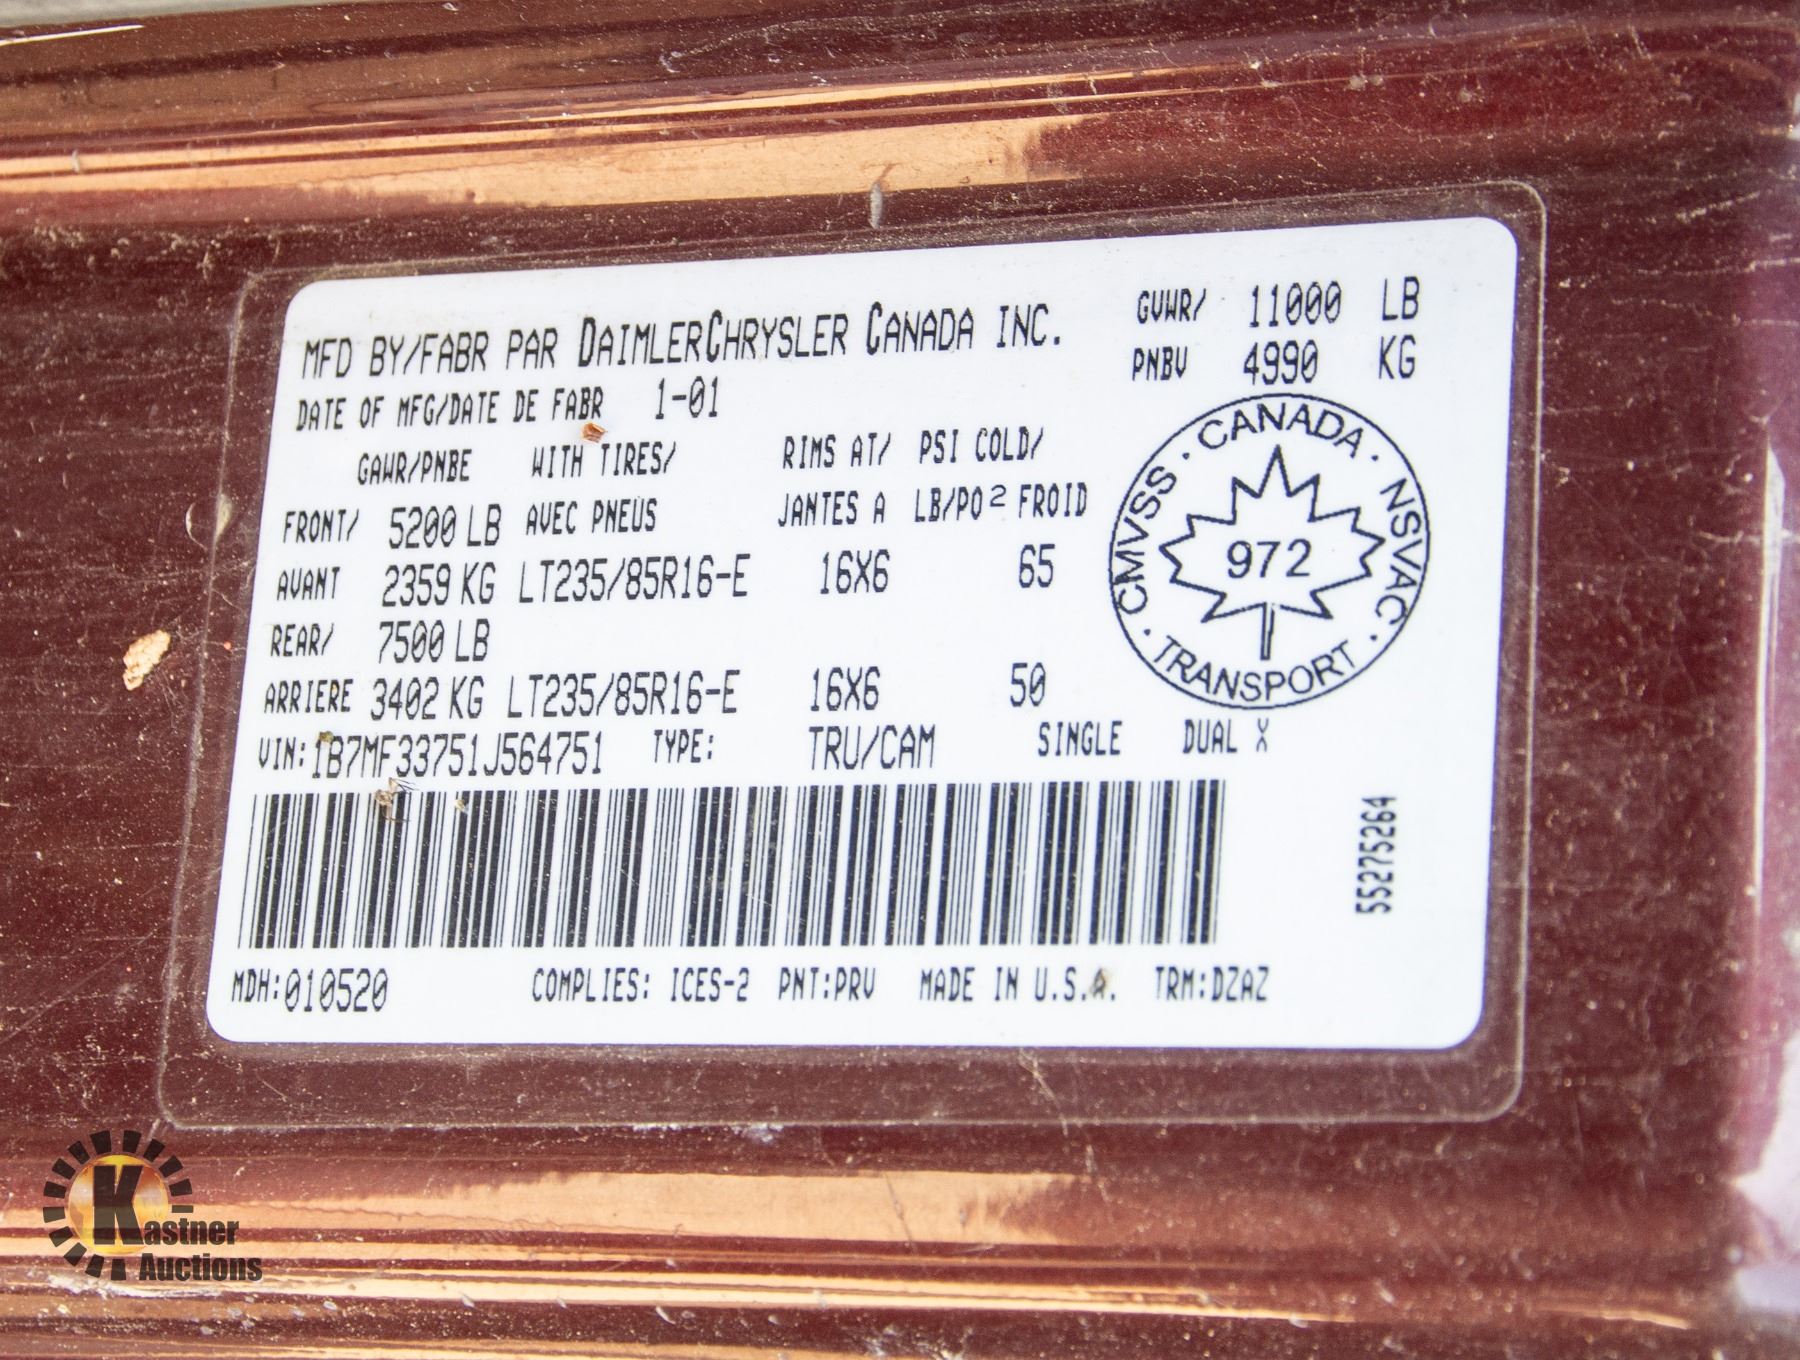 MFD BY/FABR PAR DAIMLERCHRYSLER CANADA INC.
GVWR/ 11000 LB
PNBV 4990 KG
DATE OF MFG/DATE DE FABR 1-01
GAWR/PNBE WITH TIRES/ RIMS AT/ PSI COLD/
FRONT/ 5200 LB AVEC PNEUS JANTES A LB/PO² FROID
AVANT 2359 KG LT235/85R16-E 16X6 65
REAR/ 7500 LB
ARRIERE 3402 KG LT235/85R16-E 16X6 50
CMVSS · CANADA · NSVAC · TRANSPORT ·
972
VIN: 1B7MF33751J564751 TYPE: TRU/CAM SINGLE DUAL X
55275264
MDH: 010520 COMPLIES: ICES-2 PNT:PRV MADE IN U.S.A. TRM:DZAZ
Kastner
Auctions